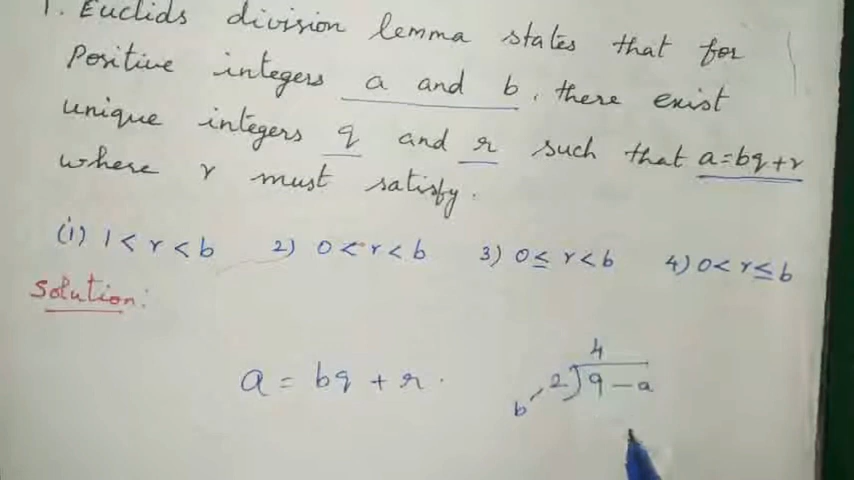 1. Euclids division lemma states that for
Positive integers a and b, there exist
unique integers q and r such that a=bq+r
where r must satisfy.
(i) 1<r<b 2) 0<r<b 3) 0≤r<b 4) 0<r≤b
Solution:
a = bq + r.
4
2)9-a
b